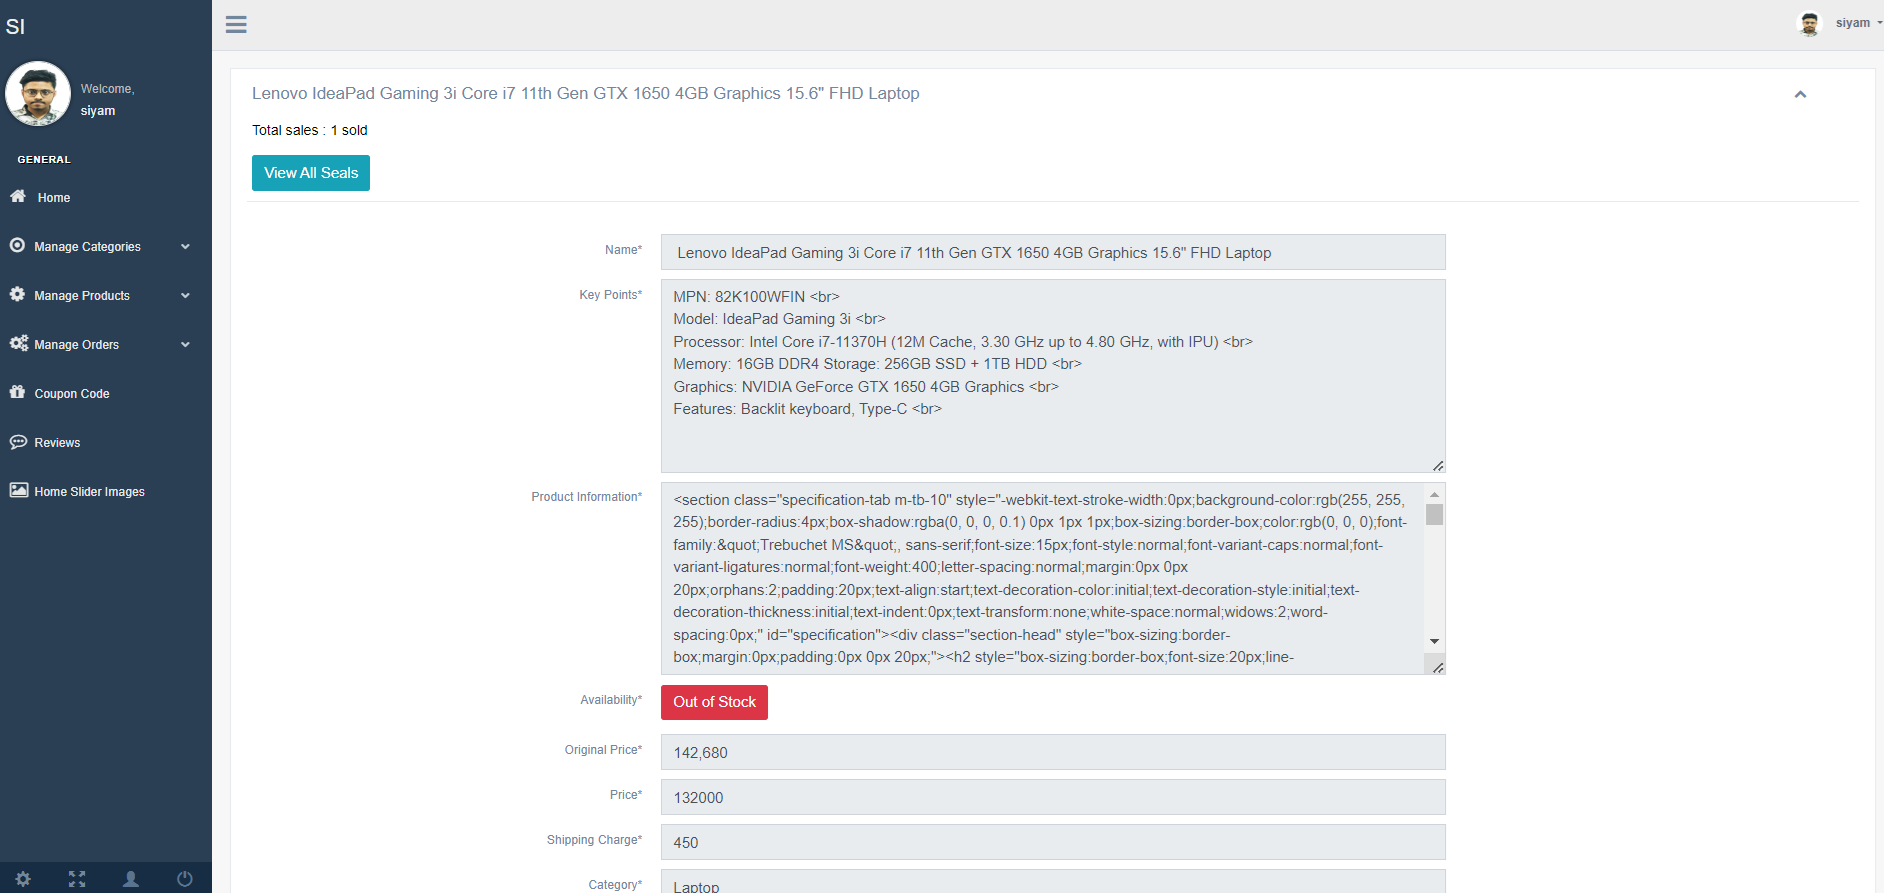 SI
siyam
Welcome,
siyam
GENERAL
Home
Manage Categories
Manage Products
Manage Orders
Coupon Code
Reviews
Home Slider Images
Lenovo IdeaPad Gaming 3i Core i7 11th Gen GTX 1650 4GB Graphics 15.6" FHD Laptop
Total sales : 1 sold
View All Seals
Name*
Lenovo IdeaPad Gaming 3i Core i7 11th Gen GTX 1650 4GB Graphics 15.6" FHD Laptop
Key Points*
MPN: 82K100WFIN <br>
Model: IdeaPad Gaming 3i <br>
Processor: Intel Core i7-11370H (12M Cache, 3.30 GHz up to 4.80 GHz, with IPU) <br>
Memory: 16GB DDR4 Storage: 256GB SSD + 1TB HDD <br>
Graphics: NVIDIA GeForce GTX 1650 4GB Graphics <br>
Features: Backlit keyboard, Type-C <br>
Product Information*
<section class="specification-tab m-tb-10" style="-webkit-text-stroke-width:0px;background-color:rgb(255, 255,
255);border-radius:4px;box-shadow:rgba(0, 0, 0, 0.1) 0px 1px 1px;box-sizing:border-box;color:rgb(0, 0, 0);font-
family:&quot;Trebuchet MS&quot;, sans-serif;font-size:15px;font-style:normal;font-variant-caps:normal;font-
variant-ligatures:normal;font-weight:400;letter-spacing:normal;margin:0px 0px
20px;orphans:2;padding:20px;text-align:start;text-decoration-color:initial;text-decoration-style:initial;text-
decoration-thickness:initial;text-indent:0px;text-transform:none;white-space:normal;widows:2;word-
spacing:0px;" id="specification"><div class="section-head" style="box-sizing:border-
box;margin:0px;padding:0px 0px 20px;"><h2 style="box-sizing:border-box;font-size:20px;line-
Availability*
Out of Stock
Original Price*
142,680
Price*
132000
Shipping Charge*
450
Category*
Laptop